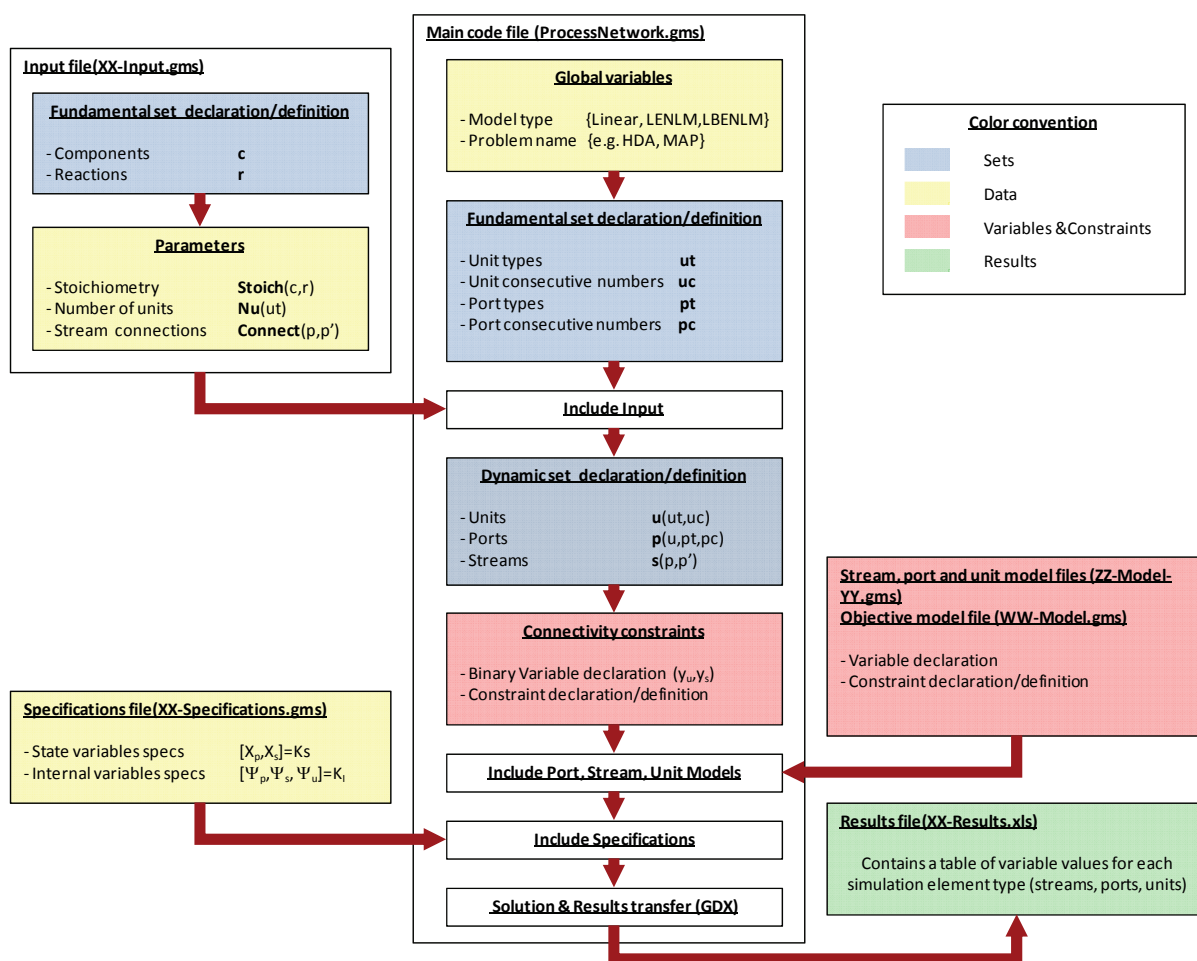 Main code file (ProcessNetwork.gms)
Input file(XX-Input.gms)
Fundamental set declaration/definition
- Components c
- Reactions r
Parameters
- Stoichiometry Stoich(c,r)
- Number of units Nu(ut)
- Stream connections Connect(p,p')
Global variables
- Model type {Linear, LENLM,LBENLM}
- Problem name {e.g. HDA, MAP}
Fundamental set declaration/definition
- Unit types ut
- Unit consecutive numbers uc
- Port types pt
- Port consecutive numbers pc
Include Input
Dynamic set declaration/definition
- Units u(ut,uc)
- Ports p(u,pt,pc)
- Streams s(p,p')
Connectivity constraints
- Binary Variable declaration (yu,ys)
- Constraint declaration/definition
Include Port, Stream, Unit Models
Include Specifications
Solution & Results transfer (GDX)
Color convention
Sets
Data
Variables &Constraints
Results
Stream, port and unit model files (ZZ-Model-
YY.gms)
Objective model file (WW-Model.gms)
- Variable declaration
- Constraint declaration/definition
Specifications file(XX-Specifications.gms)
- State variables specs [Xp,Xs]=Ks
- Internal variables specs [Ψp,Ψs, Ψu]=KI
Results file(XX-Results.xls)
Contains a table of variable values for each
simulation element type (streams, ports, units)